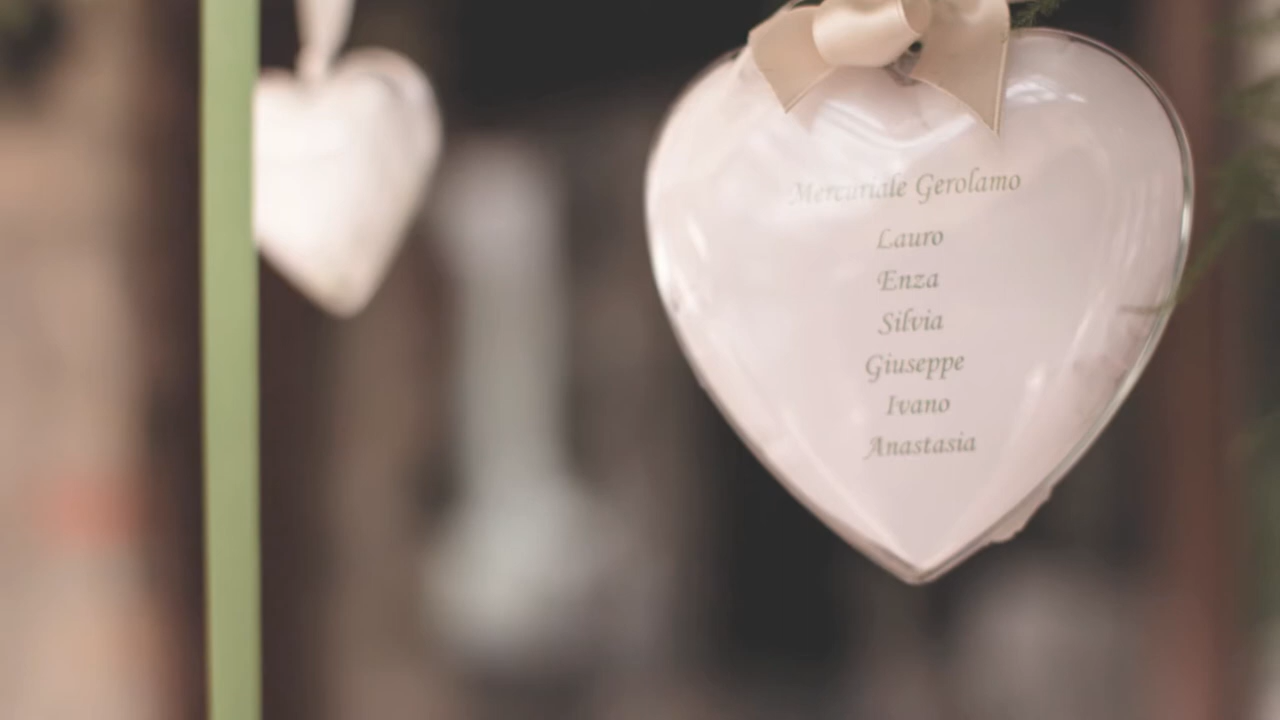 Mercuriale Gerolamo
Lauro
Enza
Silvia
Giuseppe
Ivano
Anastasia